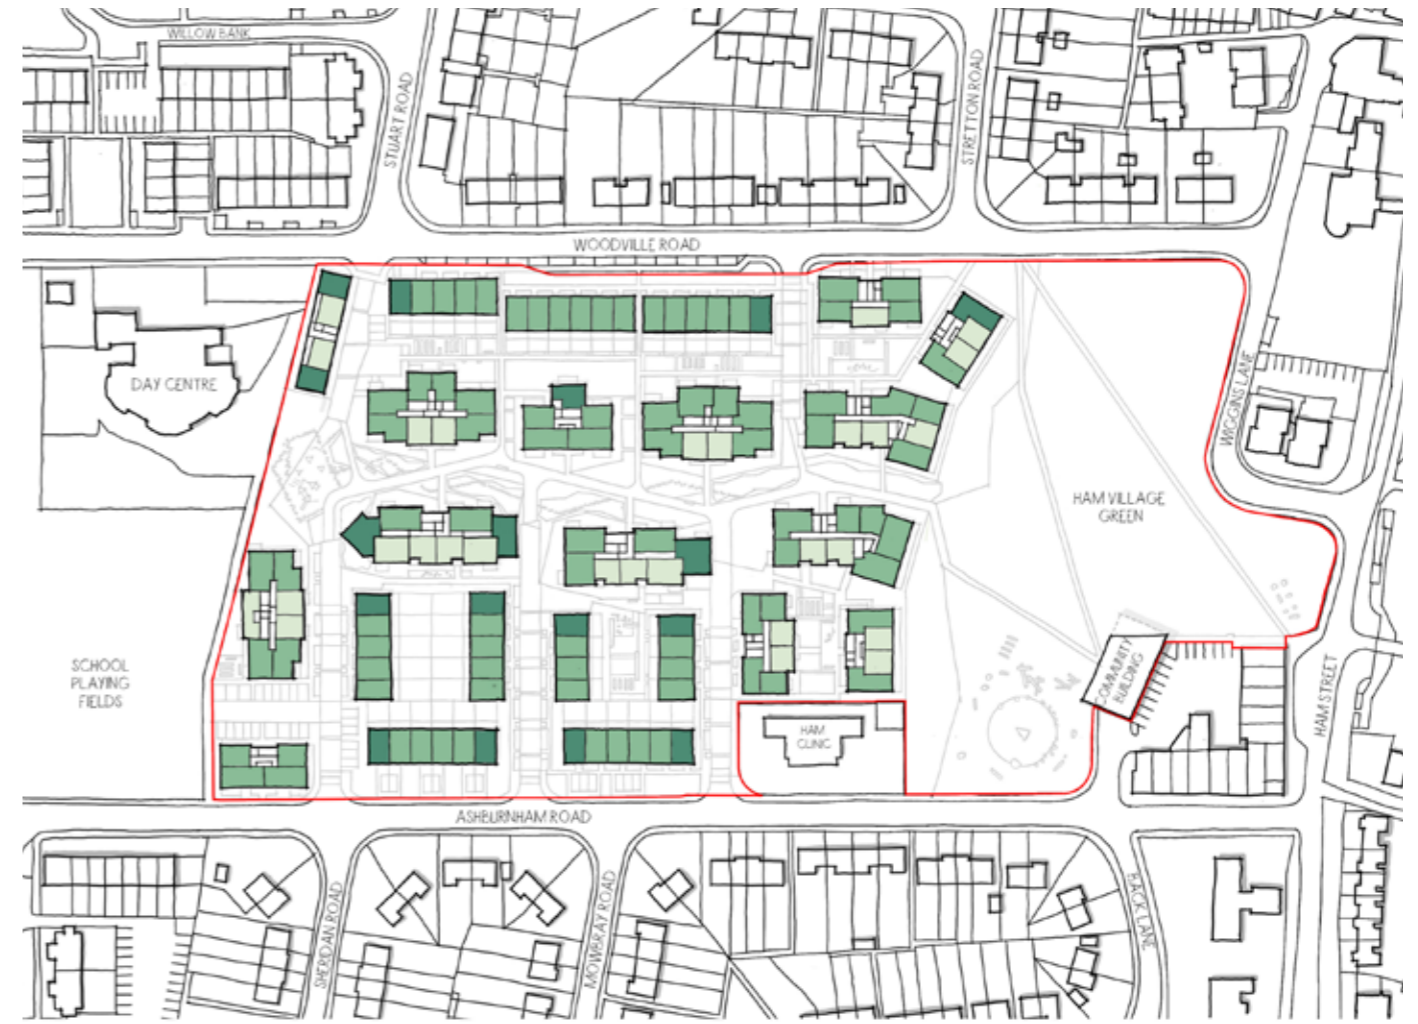 WILLOW BANK
STUART ROAD
STRETTON ROAD
WOODVILLE ROAD
DAY CENTRE
WIGGINS LANE
HAM VILLAGE
GREEN
SCHOOL
PLAYING
FIELDS
COMMUNITY
BUILDING
HAM STREET
HAM
CLINIC
ASHBURNHAM ROAD
SHERIDAN ROAD
MOWBRAY ROAD
BACK LANE